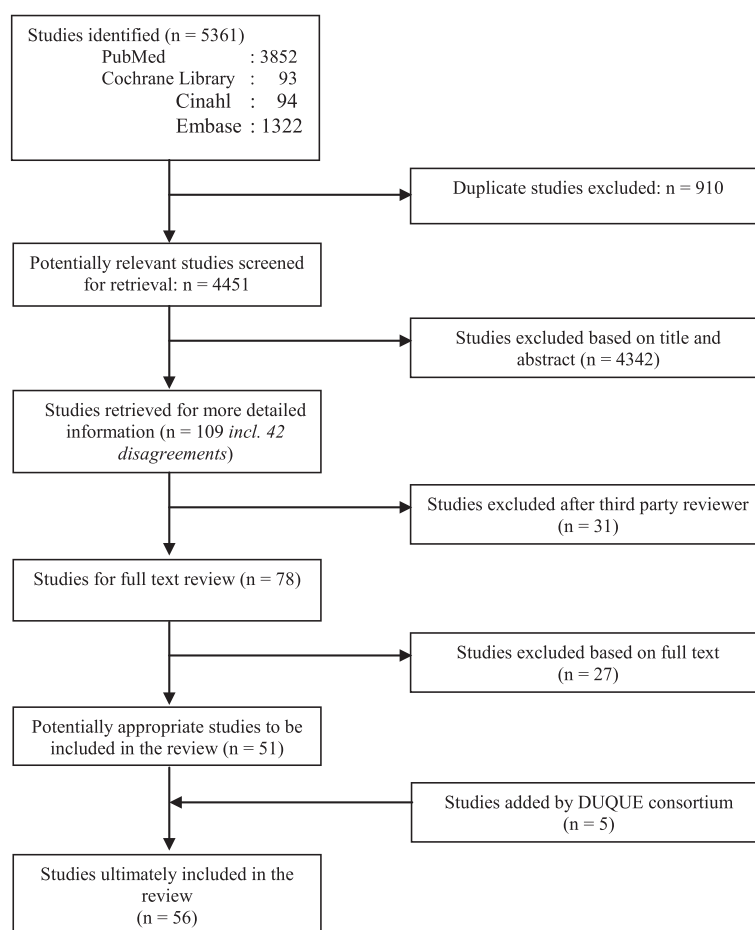 Studies identified (n = 5361)
PubMed : 3852
Cochrane Library : 93
Cinahl : 94
Embase : 1322
Duplicate studies excluded: n = 910
Potentially relevant studies screened
for retrieval: n = 4451
Studies excluded based on title and
abstract (n = 4342)
Studies retrieved for more detailed
information (n = 109 incl. 42
disagreements)
Studies excluded after third party reviewer
(n = 31)
Studies for full text review (n = 78)
Studies excluded based on full text
(n = 27)
Potentially appropriate studies to be
included in the review (n = 51)
Studies added by DUQUE consortium
(n = 5)
Studies ultimately included in the
review
(n = 56)